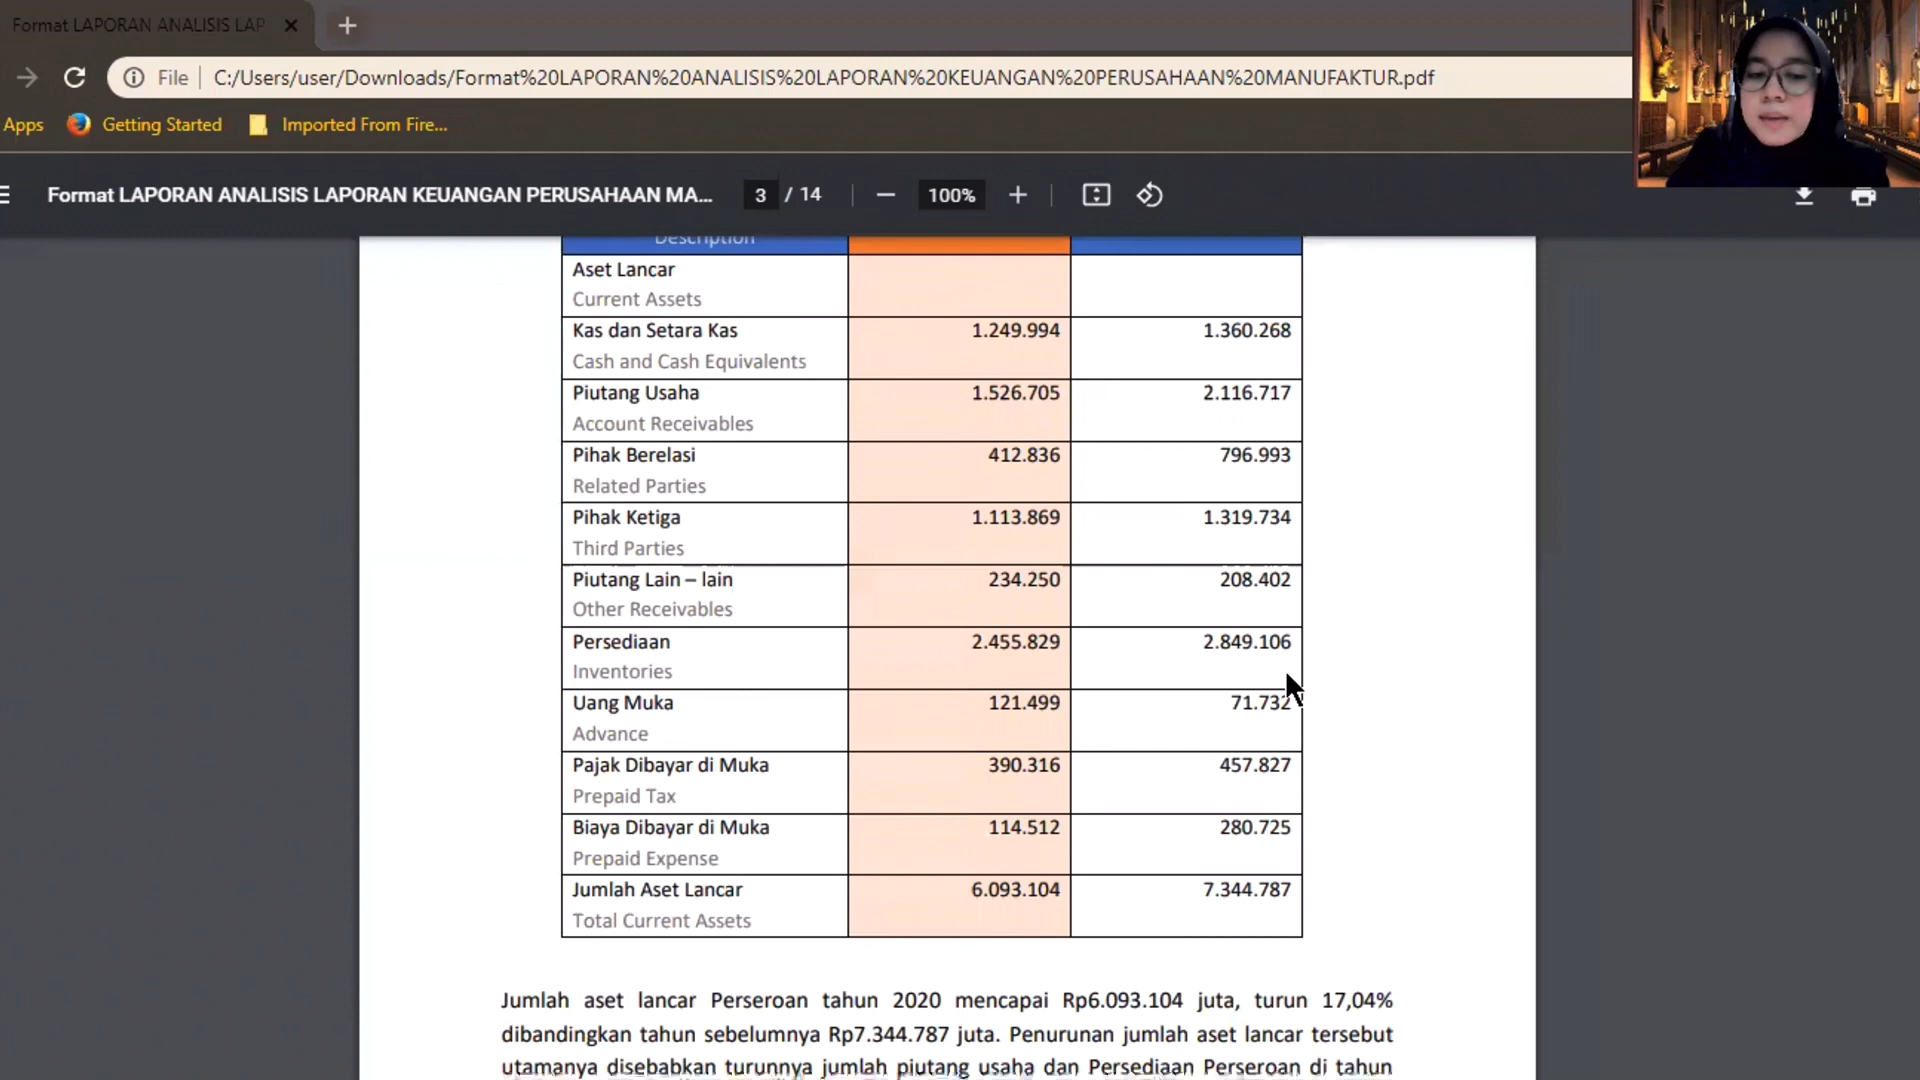 Format LAPORAN ANALISIS LAP
File C:/Users/user/Downloads/Format%20LAPORAN%20ANALISIS%20LAPORAN%20KEUANGAN%20PERUSAHAAN%20MANUFAKTUR.pdf
Apps Getting Started Imported From Fire...
Format LAPORAN ANALISIS LAPORAN KEUANGAN PERUSAHAAN MA... 3 / 14 100%
Description
Aset Lancar
Current Assets
Kas dan Setara Kas 1.249.994 1.360.268
Cash and Cash Equivalents
Piutang Usaha 1.526.705 2.116.717
Account Receivables
Pihak Berelasi 412.836 796.993
Related Parties
Pihak Ketiga 1.113.869 1.319.734
Third Parties
Piutang Lain – lain 234.250 208.402
Other Receivables
Persediaan 2.455.829 2.849.106
Inventories
Uang Muka 121.499 71.732
Advance
Pajak Dibayar di Muka 390.316 457.827
Prepaid Tax
Biaya Dibayar di Muka 114.512 280.725
Prepaid Expense
Jumlah Aset Lancar 6.093.104 7.344.787
Total Current Assets
Jumlah aset lancar Perseroan tahun 2020 mencapai Rp6.093.104 juta, turun 17,04%
dibandingkan tahun sebelumnya Rp7.344.787 juta. Penurunan jumlah aset lancar tersebut
utamanya disebabkan turunnya jumlah piutang usaha dan Persediaan Perseroan di tahun